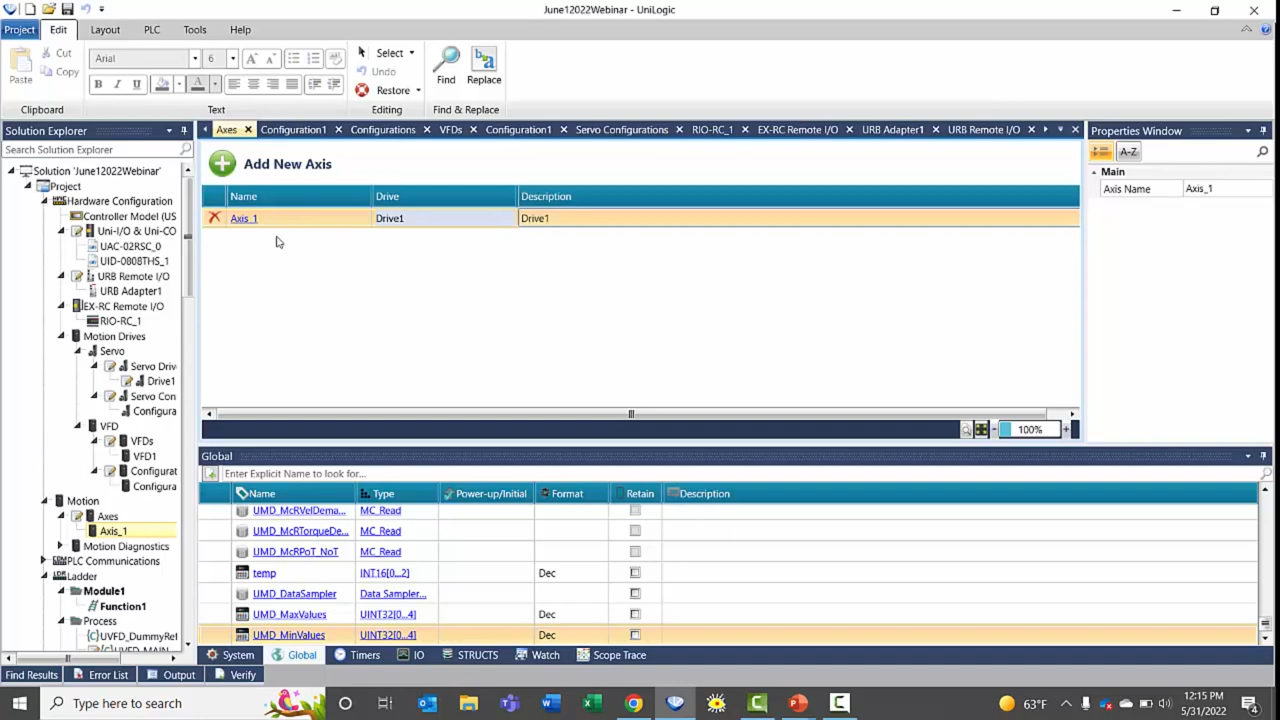 June12022Webinar - UniLogic
Project Edit Layout PLC Tools Help
Paste Cut Copy Clipboard
Arial 6
B I U A
Text
Select
Undo
Restore
Editing
Find Replace
Find & Replace
Solution Explorer
Search Solution Explorer
Solution 'June12022Webinar'
Project
Hardware Configuration
Controller Model (US
Uni-I/O & Uni-CO
UAC-02RSC_0
UID-0808THS_1
URB Remote I/O
URB Adapter1
EX-RC Remote I/O
RIO-RC_1
Motion Drives
Servo
Servo Driv
Drive1
Servo Con
Configura
VFD
VFDs
VFD1
Configurat
Configura
Motion
Axes
Axis_1
Motion Diagnostics
PLC Communications
Ladder
Module1
Function1
Process
UVFD_DummyRef
UVFD_MAIN
Find Results Error List Output Verify
Axes Configuration1 Configurations VFDs Configuration1 Servo Configurations RIO-RC_1 EX-RC Remote I/O URB Adapter1 URB Remote I/O
Add New Axis
Name Drive Description
Axis_1 Drive1 Drive1
100%
Properties Window
A-Z
Main
Axis Name Axis_1
Global
Enter Explicit Name to look for...
Name Type Power-up/Initial Format Retain Description
UMD_McRVelDema... MC_Read
UMD_McRTorqueDe... MC_Read
UMD_McRPoT_NoT MC_Read
temp INT16[0...2] Dec
UMD_DataSampler Data Sampler...
UMD_MaxValues UINT32[0...4] Dec
UMD_MinValues UINT32[0...4] Dec
System Global Timers IO STRUCTS Watch Scope Trace
Type here to search
63°F
12:15 PM
5/31/2022
4